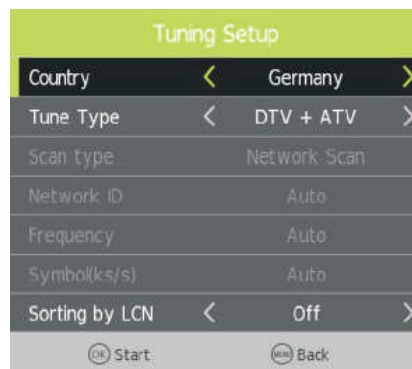 Tuning Setup
Country < Germany >
Tune Type < DTV + ATV >
Scan type Network Scan
Network ID Auto
Frequency Auto
Symbol(ks/s) Auto
Sorting by LCN < Off >
OK Start MENU Back